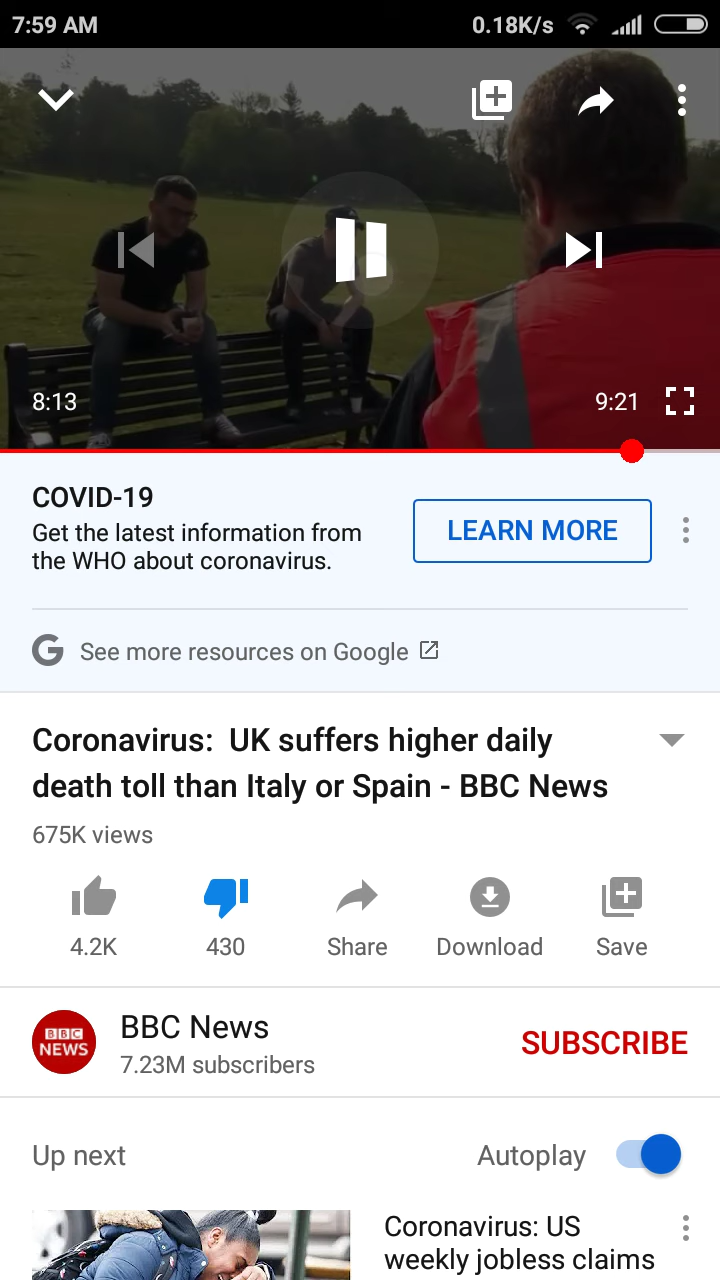 7:59 AM 0.18K/s
8:13 9:21
COVID-19
Get the latest information from
the WHO about coronavirus.
LEARN MORE
See more resources on Google
Coronavirus:  UK suffers higher daily
death toll than Italy or Spain - BBC News
675K views
4.2K 430 Share Download Save
BBC
NEWS
BBC News
7.23M subscribers
SUBSCRIBE
Up next Autoplay
Coronavirus: US
weekly jobless claims